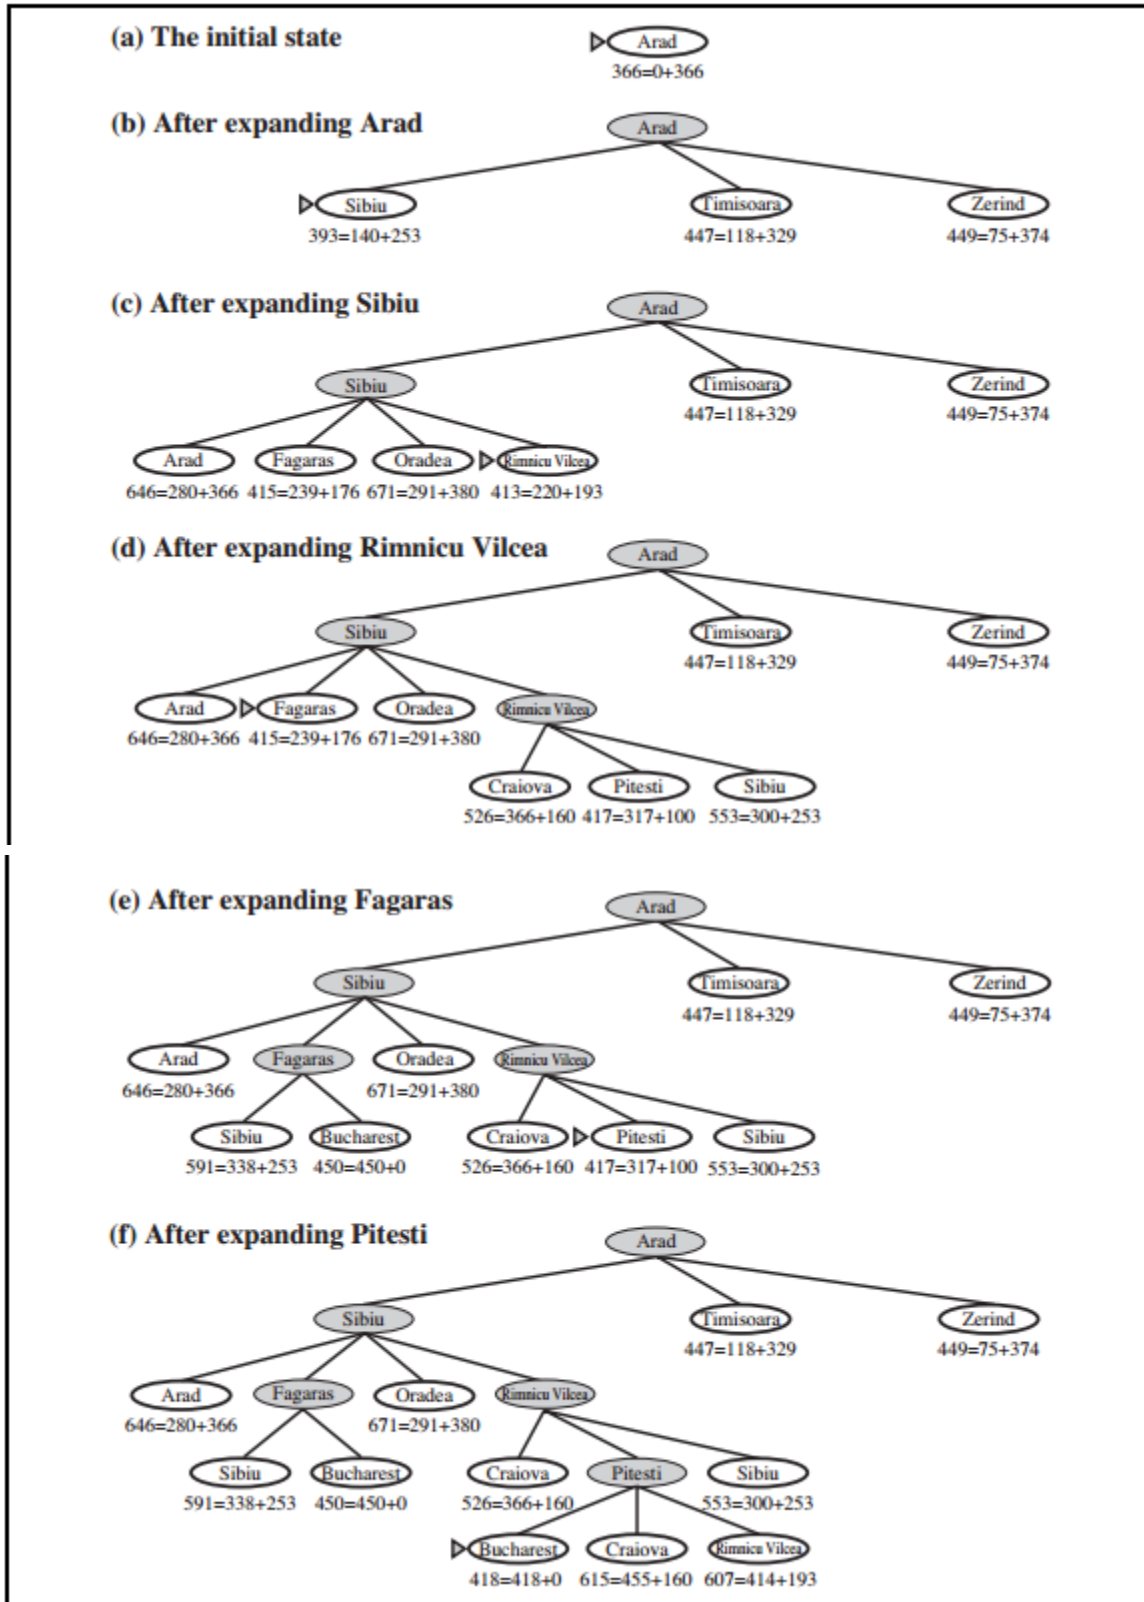 (a) The initial state
Arad
366=0+366
(b) After expanding Arad
Arad
Sibiu Timisoara Zerind
393=140+253 447=118+329 449=75+374
(c) After expanding Sibiu
Arad
Sibiu Timisoara Zerind
447=118+329 449=75+374
Arad Fagaras Oradea Rimnicu Vilcea
646=280+366 415=239+176 671=291+380 413=220+193
(d) After expanding Rimnicu Vilcea
Arad
Sibiu Timisoara Zerind
447=118+329 449=75+374
Arad Fagaras Oradea Rimnicu Vilcea
646=280+366 415=239+176 671=291+380
Craiova Pitesti Sibiu
526=366+160 417=317+100 553=300+253
(e) After expanding Fagaras
Arad
Sibiu Timisoara Zerind
447=118+329 449=75+374
Arad Fagaras Oradea Rimnicu Vilcea
646=280+366 671=291+380
Sibiu Bucharest Craiova Pitesti Sibiu
591=338+253 450=450+0 526=366+160 417=317+100 553=300+253
(f) After expanding Pitesti
Arad
Sibiu Timisoara Zerind
447=118+329 449=75+374
Arad Fagaras Oradea Rimnicu Vilcea
646=280+366 671=291+380
Sibiu Bucharest Craiova Pitesti Sibiu
591=338+253 450=450+0 526=366+160 553=300+253
Bucharest Craiova Rimnicu Vilcea
418=418+0 615=455+160 607=414+193